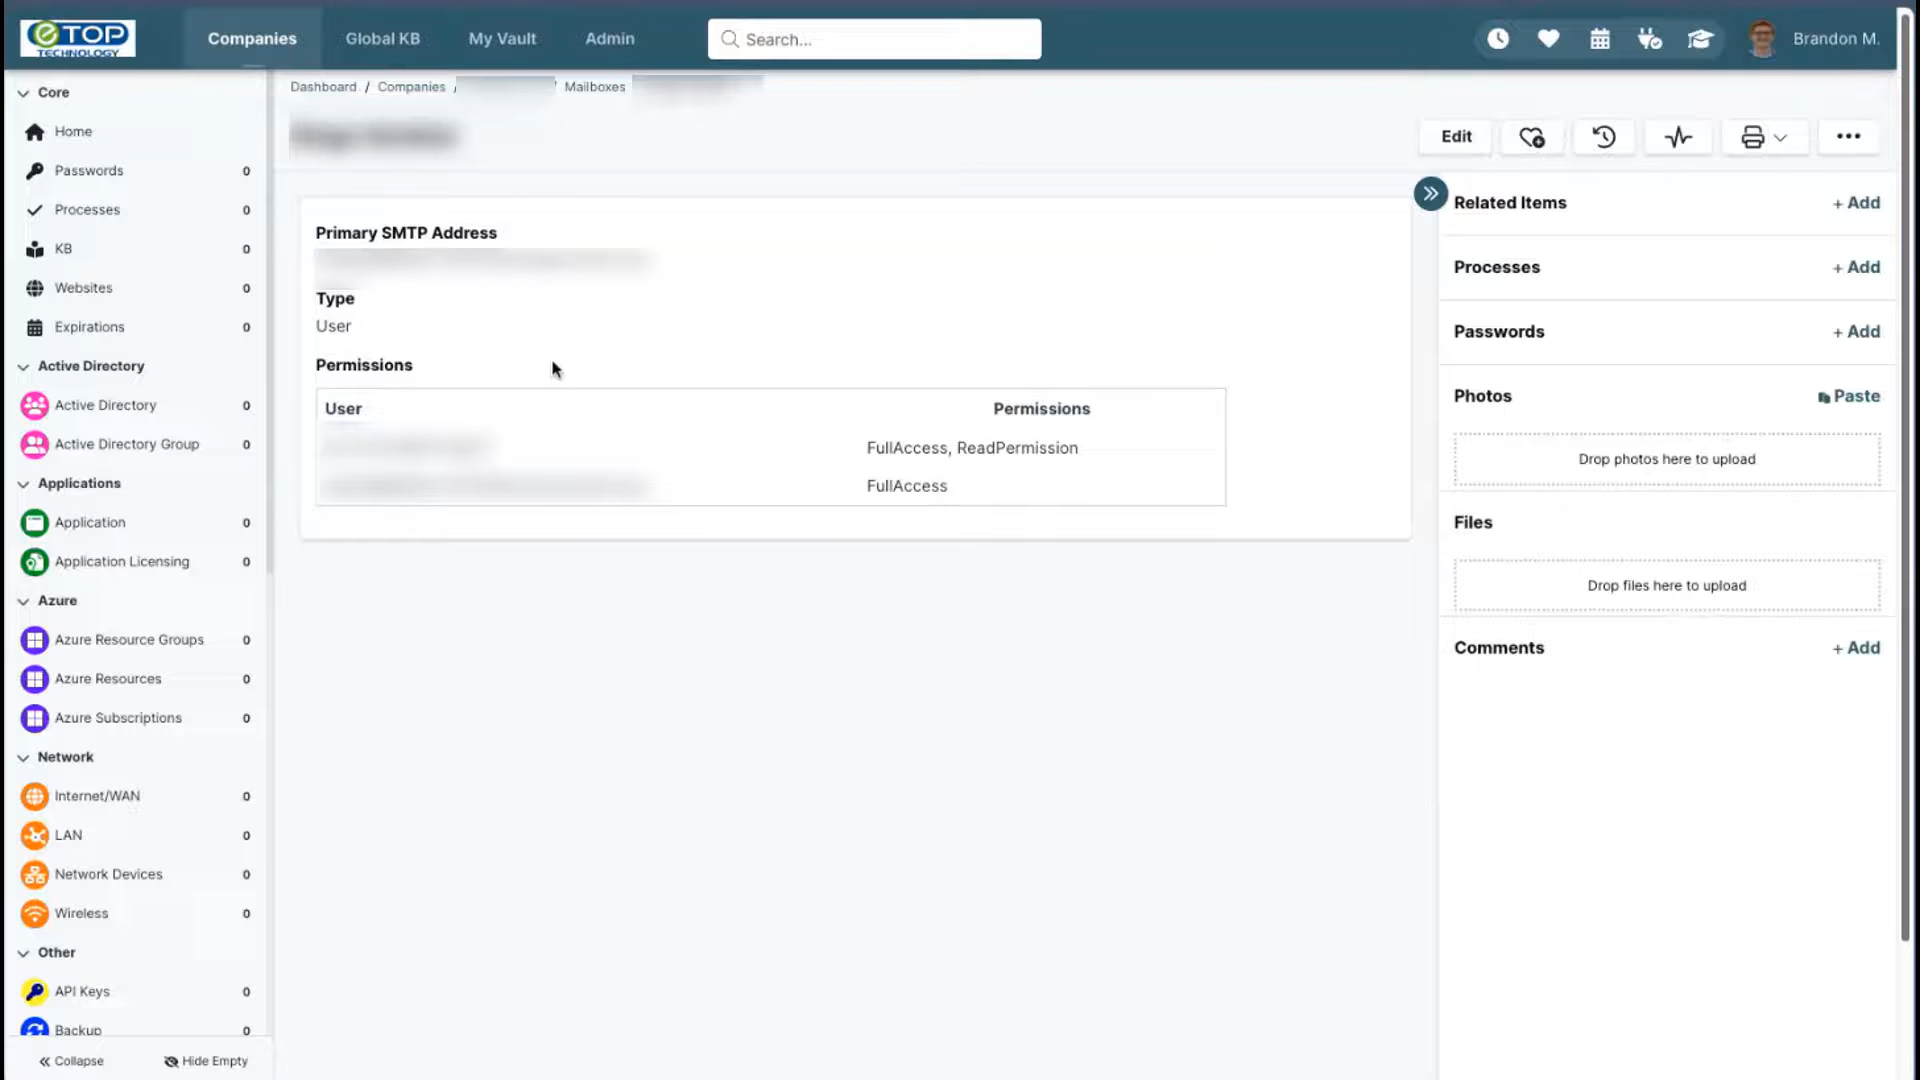 eTOP
TECHNOLOGY
Companies
Global KB
My Vault
Admin
Search...
Brandon M.
Core
Home
Passwords 0
Processes 0
KB 0
Websites 0
Expirations 0
Active Directory
Active Directory 0
Active Directory Group 0
Applications
Application 0
Application Licensing 0
Azure
Azure Resource Groups 0
Azure Resources 0
Azure Subscriptions 0
Network
Internet/WAN 0
LAN 0
Network Devices 0
Wireless 0
Other
API Keys 0
Backup 0
Collapse
Hide Empty
Dashboard / Companies / Mailboxes
Edit
Primary SMTP Address
Type
User
Permissions
User Permissions
FullAccess, ReadPermission
FullAccess
Related Items + Add
Processes + Add
Passwords + Add
Photos Paste
Drop photos here to upload
Files
Drop files here to upload
Comments + Add